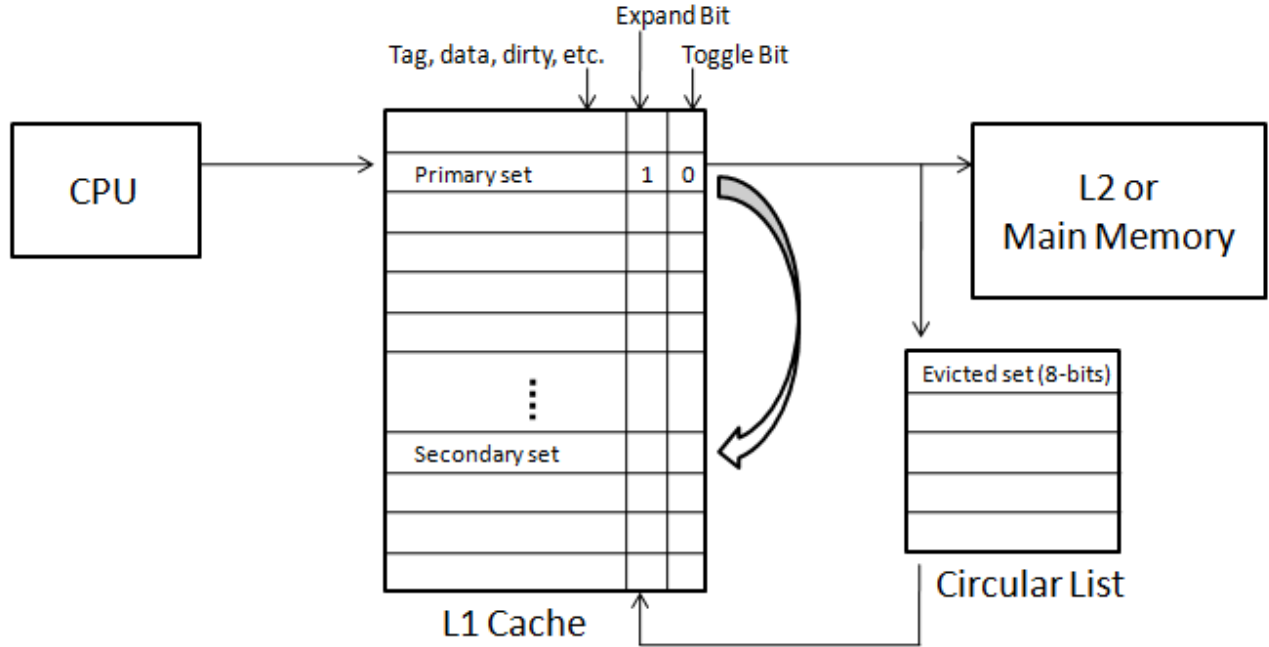 Expand Bit
Tag, data, dirty, etc.
Toggle Bit
CPU
Primary set
1
0
L2 or
Main Memory
Evicted set (8-bits)
Secondary set
Circular List
L1 Cache